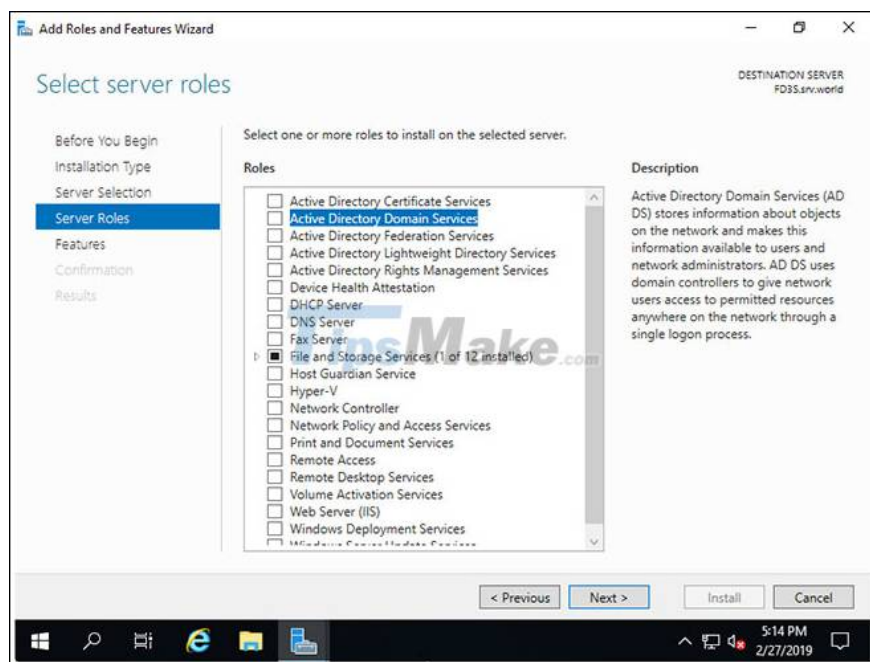 Add Roles and Features Wizard
Select server roles
DESTINATION SERVER
FD3S.srv.world
Before You Begin
Installation Type
Server Selection
Server Roles
Features
Confirmation
Results
Select one or more roles to install on the selected server.
Roles
Active Directory Certificate Services
Active Directory Domain Services
Active Directory Federation Services
Active Directory Lightweight Directory Services
Active Directory Rights Management Services
Device Health Attestation
DHCP Server
DNS Server
Fax Server
File and Storage Services (1 of 12 installed)
Host Guardian Service
Hyper-V
Network Controller
Network Policy and Access Services
Print and Document Services
Remote Access
Remote Desktop Services
Volume Activation Services
Web Server (IIS)
Windows Deployment Services
Windows Server Update Services
Description
Active Directory Domain Services (AD
DS) stores information about objects
on the network and makes this
information available to users and
network administrators. AD DS uses
domain controllers to give network
users access to permitted resources
anywhere on the network through a
single logon process.
TipsMake.com
< Previous
Next >
Install
Cancel
5:14 PM
2/27/2019